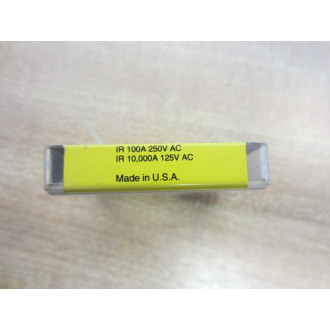 IR 100A 250V AC
IR 10,000A 125V AC
Made in U.S.A.